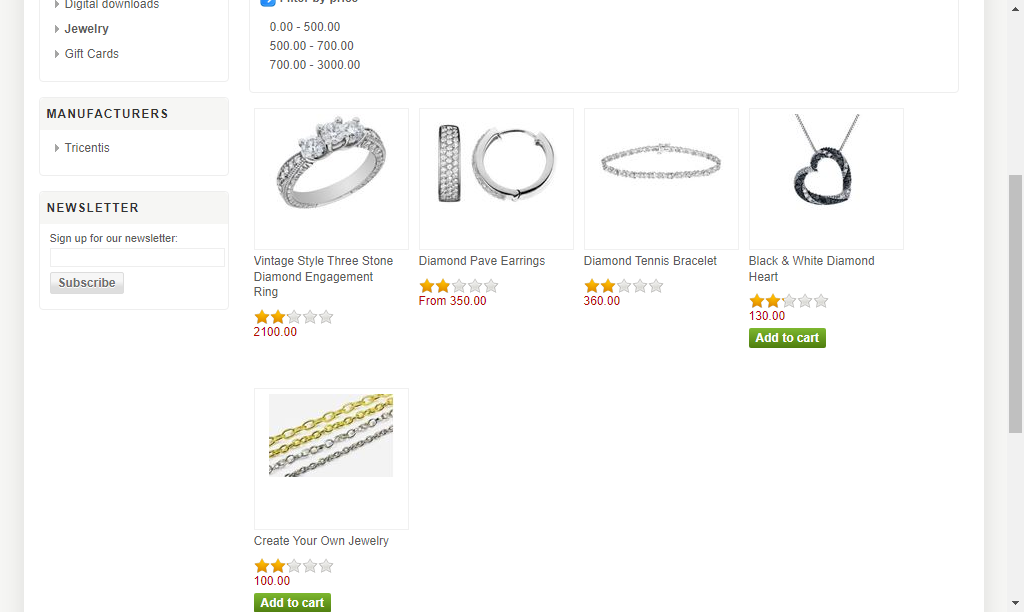 Digital downloads
Jewelry
Gift Cards
MANUFACTURERS
Tricentis
NEWSLETTER
Sign up for our newsletter:
Subscribe
Filter by price
0.00 - 500.00
500.00 - 700.00
700.00 - 3000.00
Vintage Style Three Stone
Diamond Engagement
Ring
2100.00
Diamond Pave Earrings
From 350.00
Diamond Tennis Bracelet
360.00
Black & White Diamond
Heart
130.00
Add to cart
Create Your Own Jewelry
100.00
Add to cart